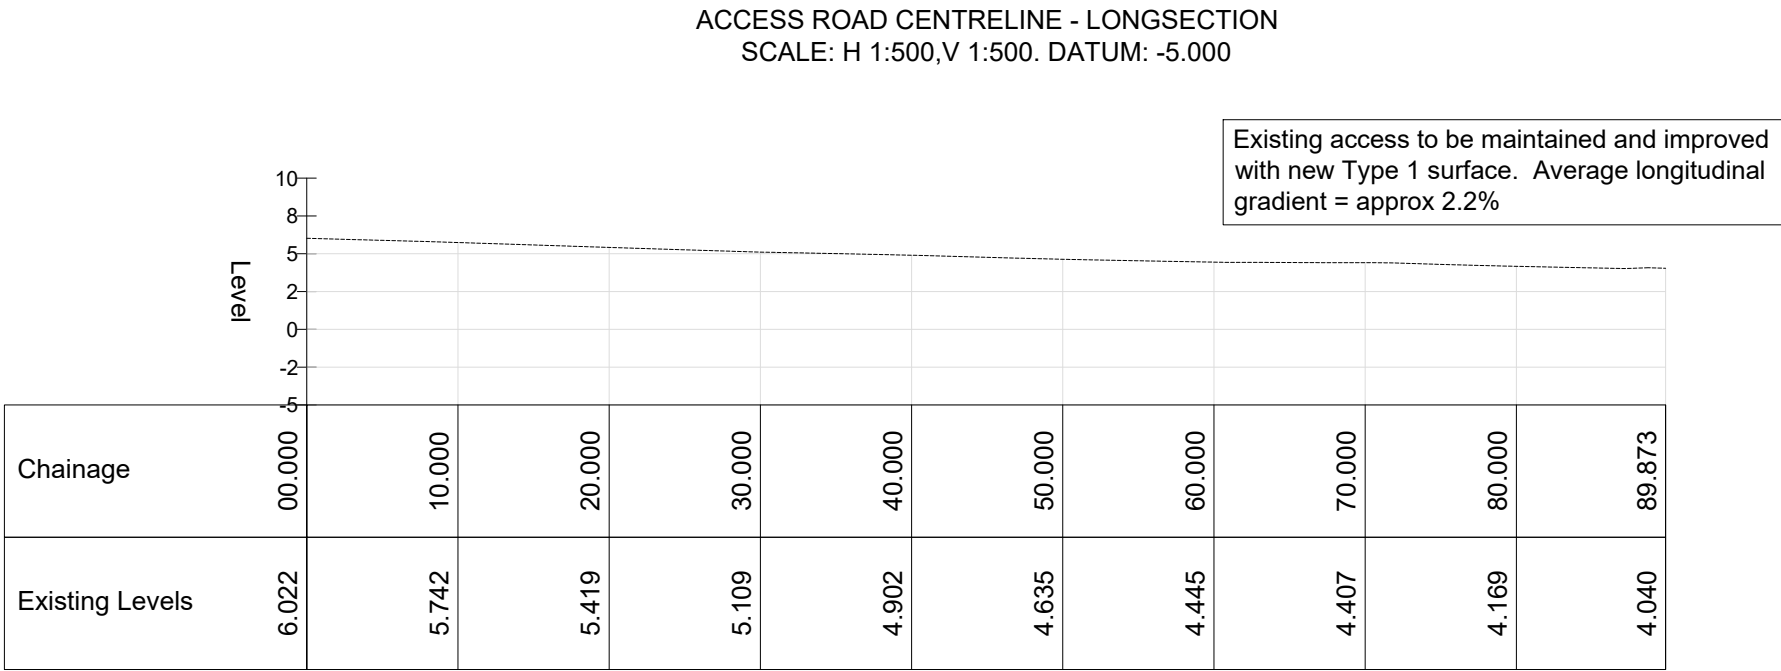 ACCESS ROAD CENTRELINE - LONGSECTION
SCALE: H 1:500,V 1:500. DATUM: -5.000
Existing access to be maintained and improved
with new Type 1 surface.  Average longitudinal
gradient = approx 2.2%
Level
10
8
5
2
0
-2
-5
Chainage 00.000 10.000 20.000 30.000 40.000 50.000 60.000 70.000 80.000 89.873
Existing Levels 6.022 5.742 5.419 5.109 4.902 4.635 4.445 4.407 4.169 4.040